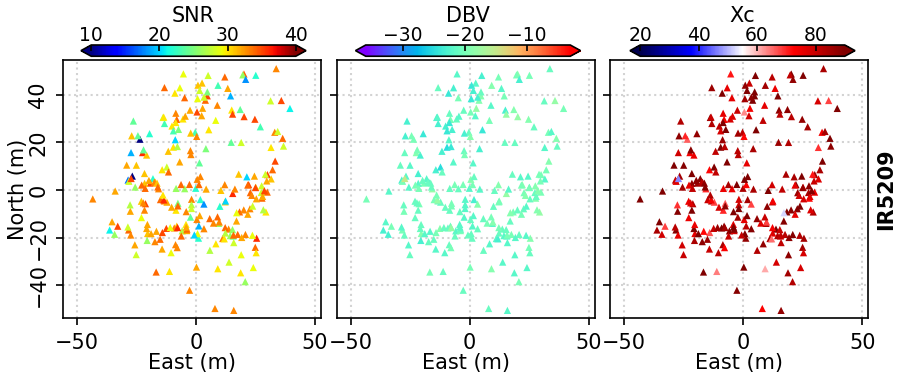 SNR DBV Xc
10 20 30 40 −30 −20 −10 20 40 60 80
North (m)
40
20
0
−20
−40
IR5209
−50 0 50 −50 0 50 −50 0 50
East (m) East (m) East (m)